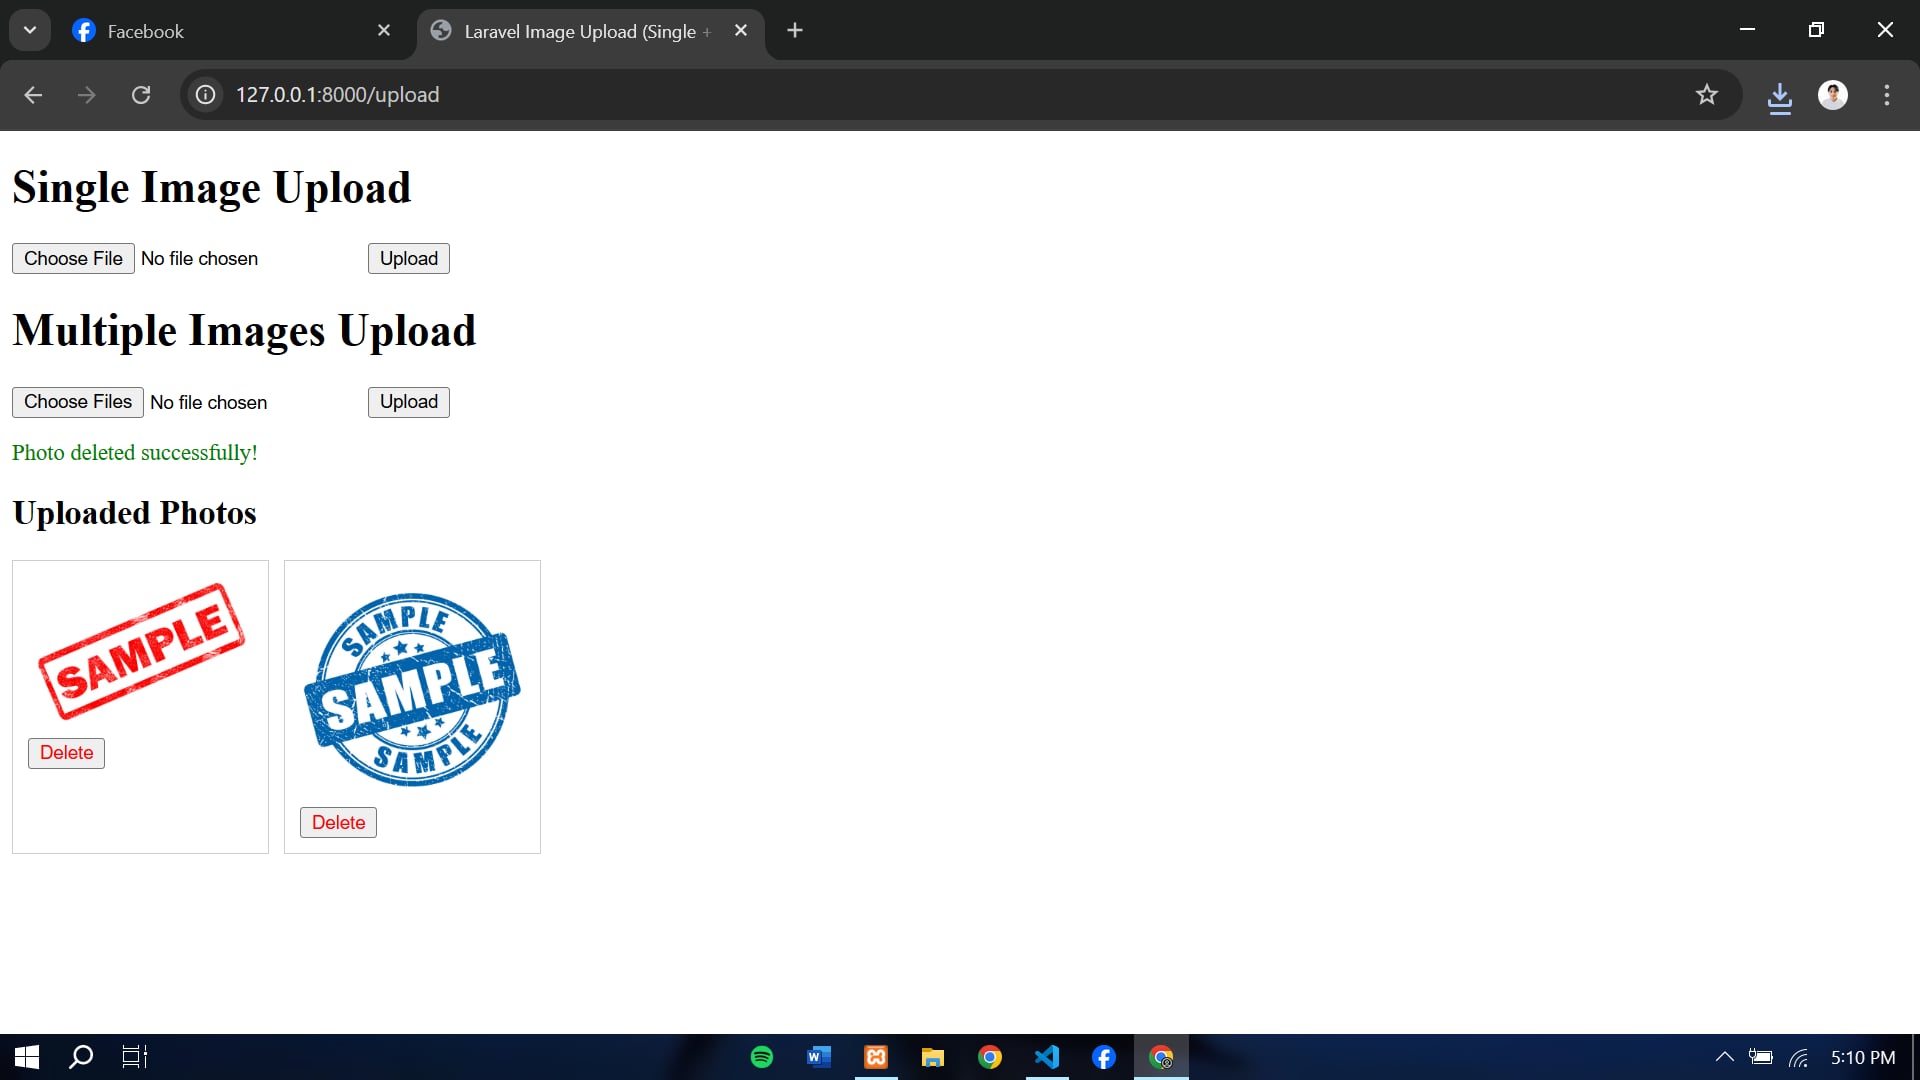 Facebook
Laravel Image Upload (Single +
127.0.0.1:8000/upload
Single Image Upload
Choose File No file chosen Upload
Multiple Images Upload
Choose Files No file chosen Upload
Photo deleted successfully!
Uploaded Photos
SAMPLE
Delete
SAMPLE
SAMPLE
SAMPLE
Delete
5:10 PM